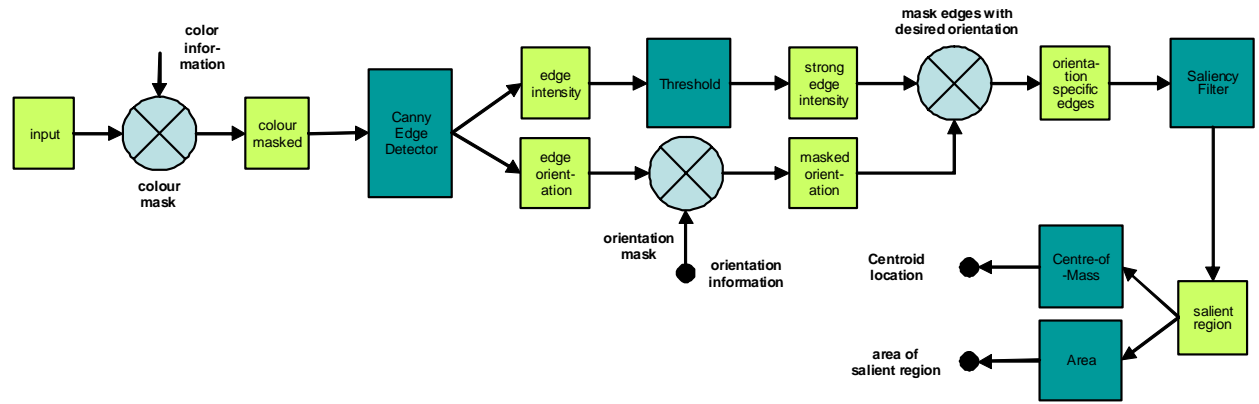 color
infor-
mation
input
colour
mask
colour
masked
Canny
Edge
Detector
edge
intensity
edge
orient-
ation
Threshold
orientation
mask
orientation
information
strong
edge
intensity
masked
orient-
ation
mask edges with
desired orientation
orienta-
tion
specific
edges
Saliency
Filter
salient
region
Centre-of
-Mass
Centroid
location
Area
area of
salient region